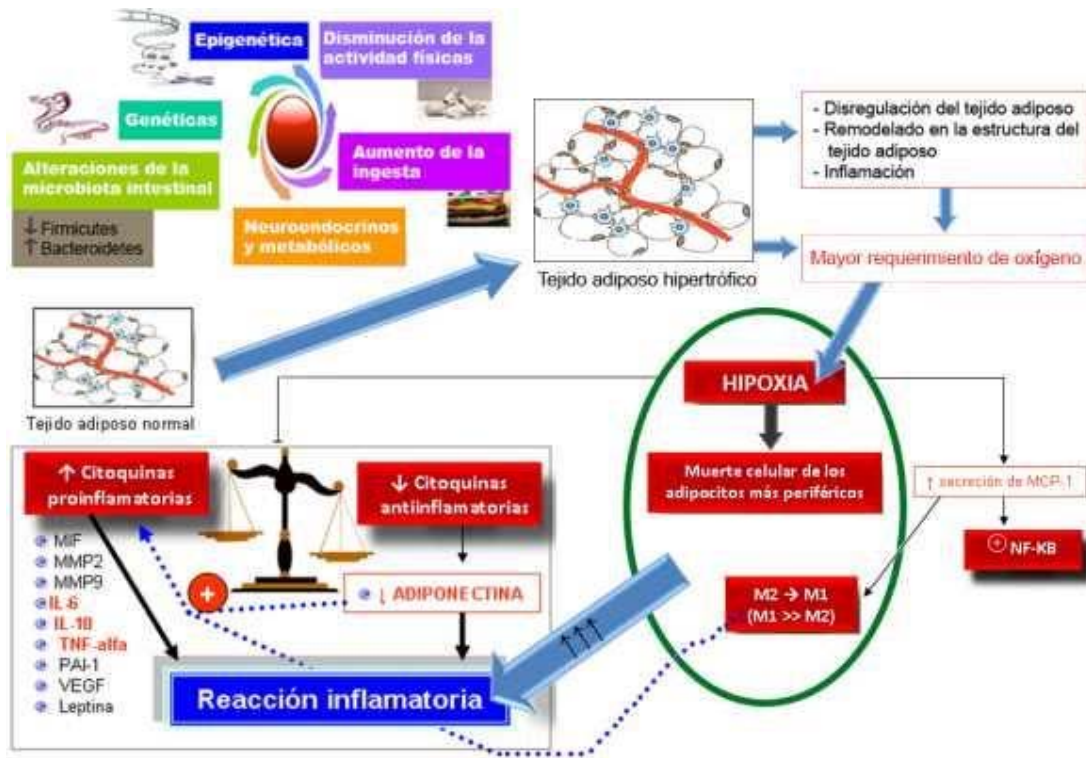 Epigenética
Disminución de la
actividad físicas
Genéticas
Alteraciones de la
microbiota intestinal
↓ Firmicutes
↑ Bacteroidetes
Aumento de la
ingesta
Neuroendocrinos
y metabólicos
Tejido adiposo hipertrófico
- Disregulación del tejido adiposo
- Remodelado en la estructura del
tejido adiposo
- Inflamación
Mayor requerimiento de oxígeno
Tejido adiposo normal
HIPOXIA
Muerte celular de los
adipocitos más periféricos
↑ secreción de MCP-1
+ NF-KB
M2 → M1
(M1 >> M2)
↑↑↑
↑ Citoquinas
proinflamatorias
↓ Citoquinas
antiinflamatorias
MIF
MMP2
MMP9
IL-6
IL-10
TNF-alfa
PAI-1
VEGF
Leptina
+
↓ ADIPONECTINA
Reacción inflamatoria